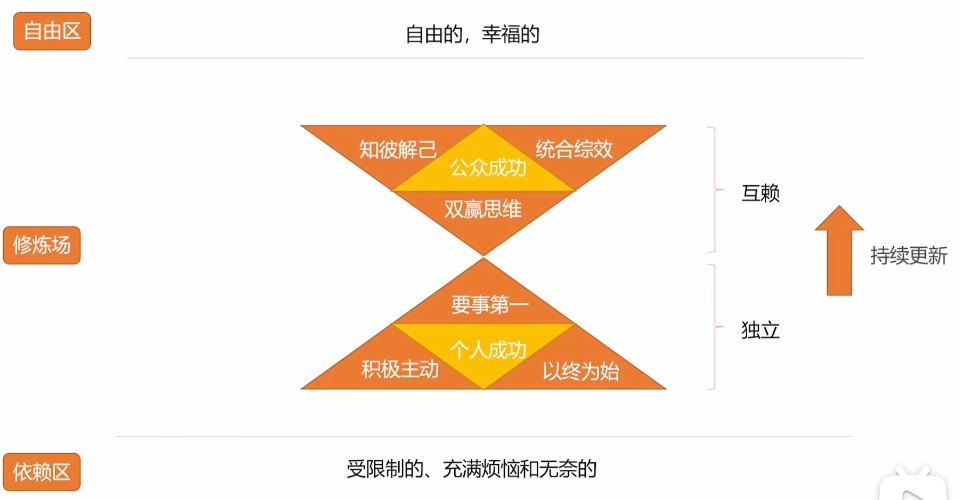 自由区
自由的，幸福的
知彼解己
统合综效
公众成功
双赢思维
互赖
修炼场
持续更新
要事第一
独立
个人成功
积极主动
以终为始
依赖区
受限制的、充满烦恼和无奈的